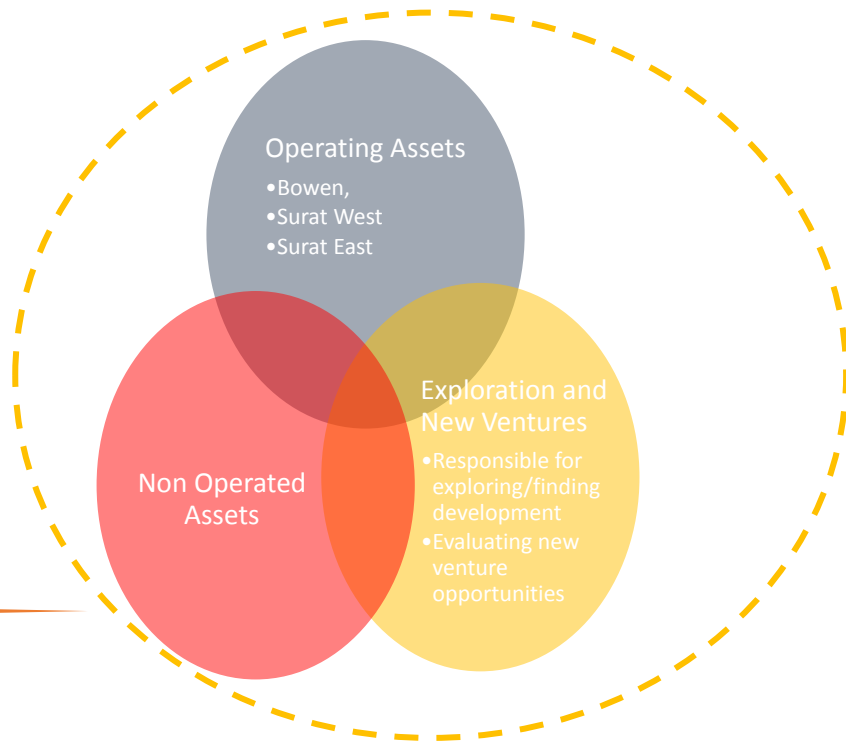 Operating Assets
•Bowen,
•Surat West
•Surat East
Non Operated
Assets
Exploration and
New Ventures
•Responsible for
exploring/finding
development
•Evaluating new
venture
opportunities